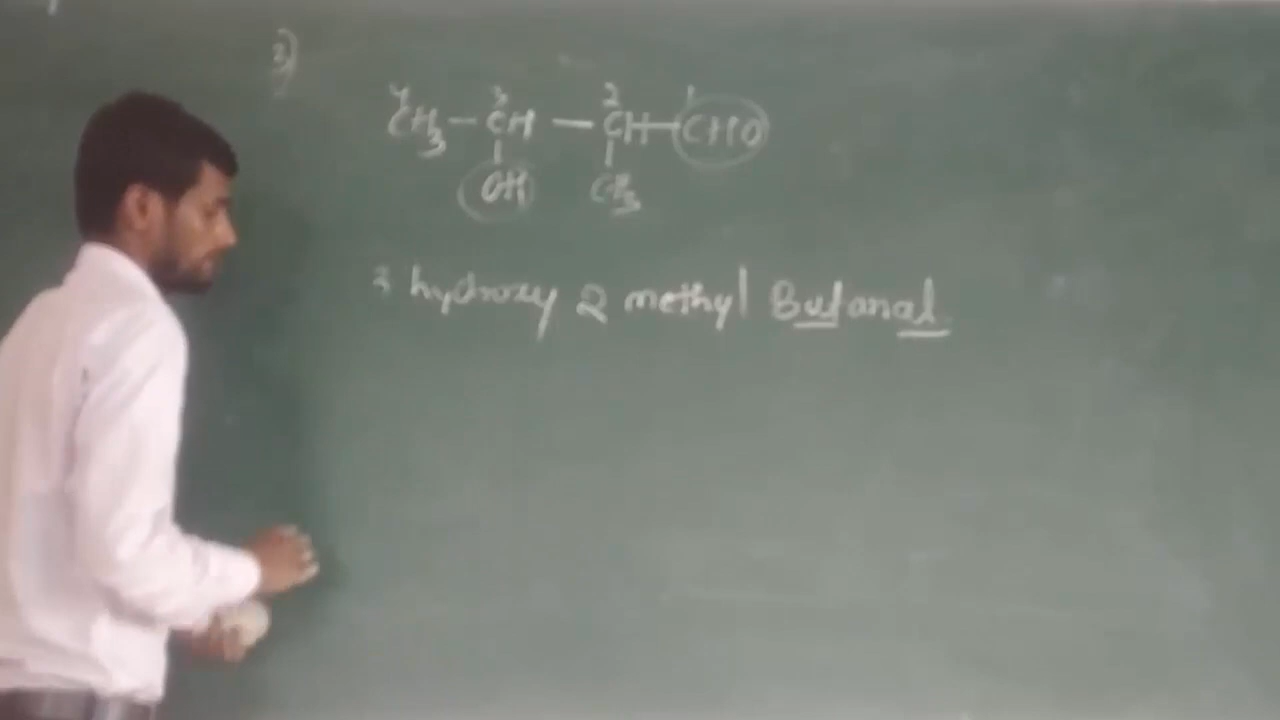 3)
4 3 2 1
CH3 – CH – CH – CHO
OH CH3
3 hydroxy 2 methyl Butanal